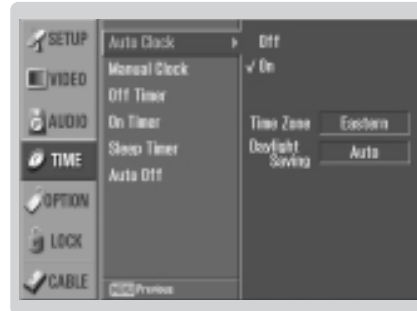 SETUP
VIDEO
AUDIO
TIME
OPTION
LOCK
CABLE
Auto Clock
Manual Clock
Off Timer
On Timer
Sleep Timer
Auto Off
MENU Previous
Off
√ On
Time Zone Eastern
Daylight
Saving Auto